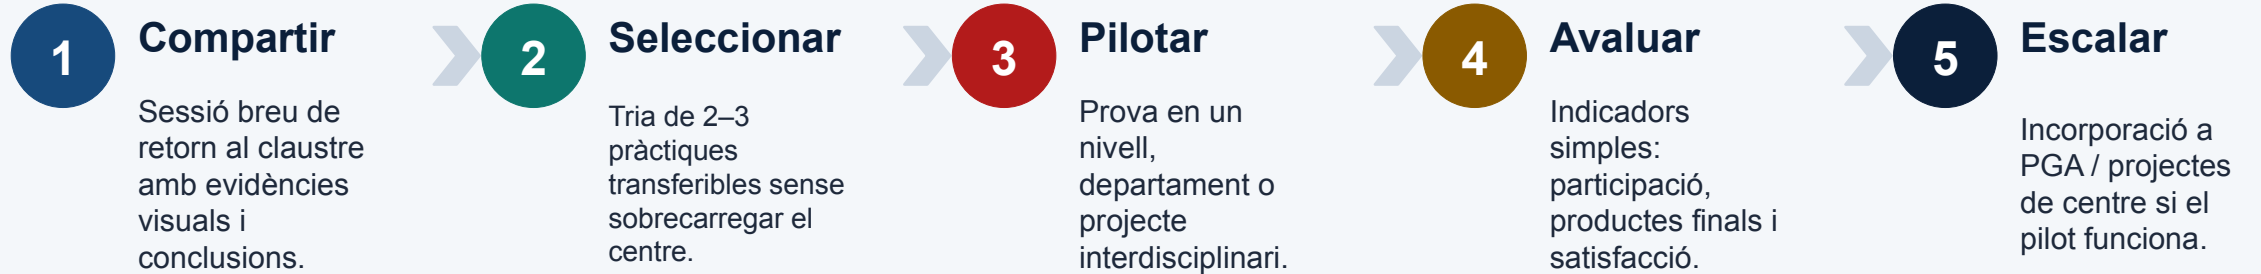 1
Compartir
Sessió breu de
retorn al claustre
amb evidències
visuals i
conclusions.
2
Seleccionar
Tria de 2–3
pràctiques
transferibles sense
sobrecarregar el
centre.
3
Pilotar
Prova en un
nivell,
departament o
projecte
interdisciplinari.
4
Avaluar
Indicadors
simples:
participació,
productes finals i
satisfacció.
5
Escalar
Incorporació a
PGA / projectes
de centre si el
pilot funciona.